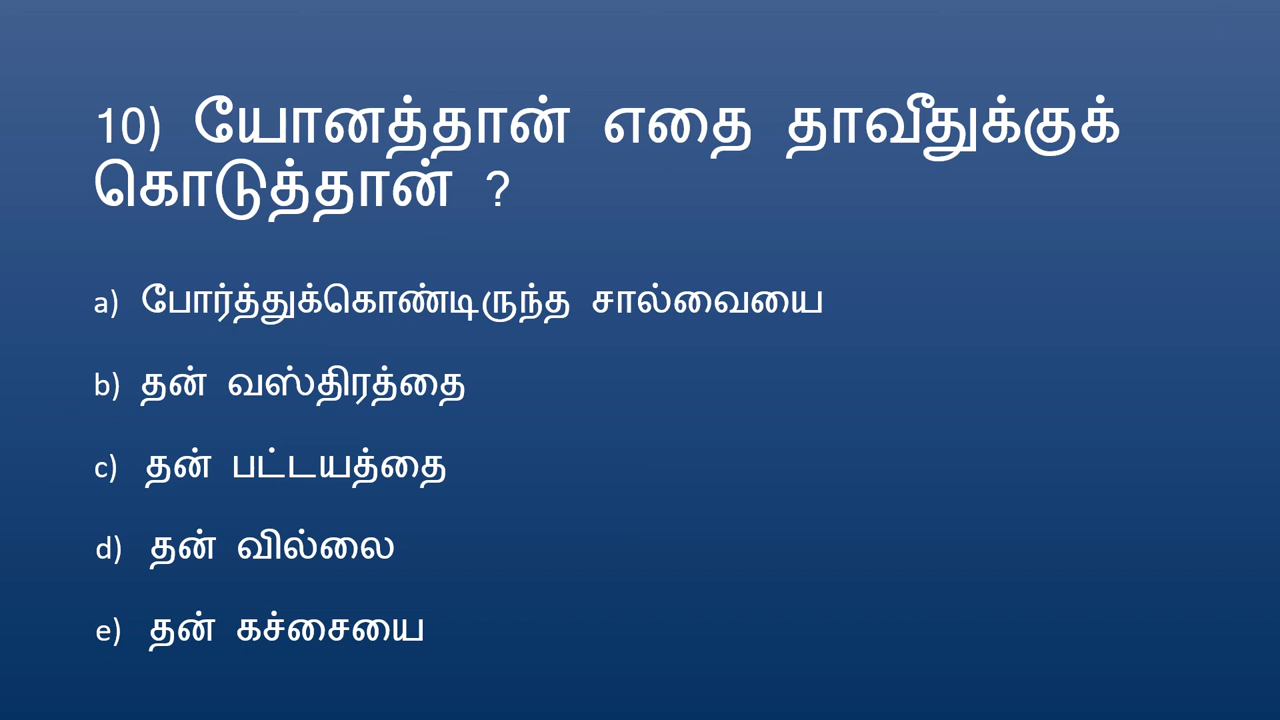 10) யோனத்தான் எதை தாவீதுக்குக்
கொடுத்தான் ?
a) போர்த்துக்கொண்டிருந்த சால்வையை
b) தன் வஸ்திரத்தை
c) தன் பட்டயத்தை
d) தன் வில்லை
e) தன் கச்சையை